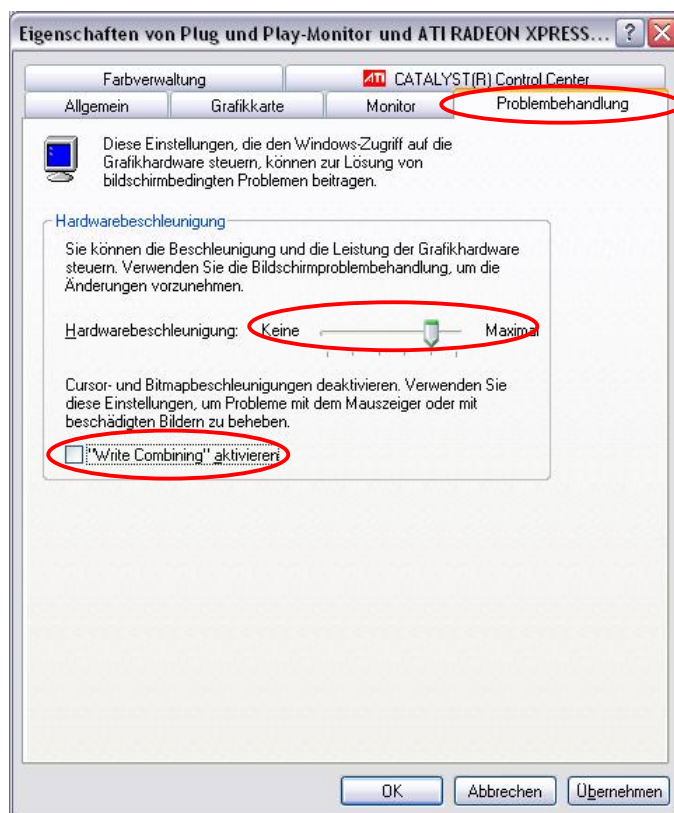 Eigenschaften von Plug und Play-Monitor und ATI RADEON XPRESS... ?
Farbverwaltung ATI CATALYST(R) Control Center
Allgemein Grafikkarte Monitor Problembehandlung
Diese Einstellungen, die den Windows-Zugriff auf die
Grafikhardware steuern, können zur Lösung von
bildschirmbedingten Problemen beitragen.
Hardwarebeschleunigung
Sie können die Beschleunigung und die Leistung der Grafikhardware
steuern. Verwenden Sie die Bildschirmproblembehandlung, um die
Änderungen vorzunehmen.
Hardwarebeschleunigung: Keine Maximal
Cursor- und Bitmapbeschleunigungen deaktivieren. Verwenden Sie
diese Einstellungen, um Probleme mit dem Mauszeiger oder mit
beschädigten Bildern zu beheben.
"Write Combining" aktivieren
OK Abbrechen Übernehmen